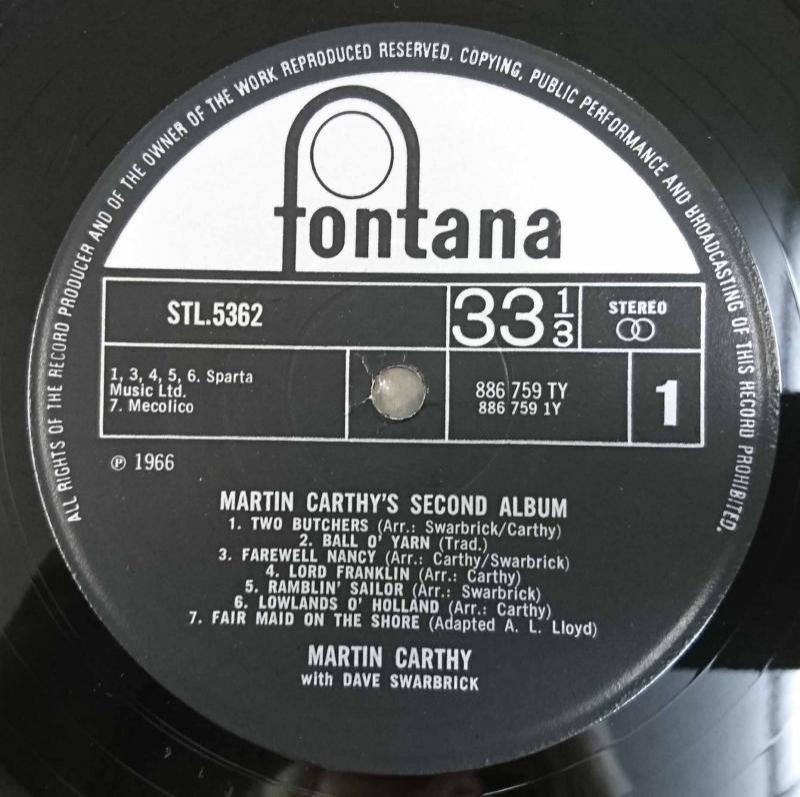 ALL RIGHTS OF THE RECORD PRODUCER AND OF THE OWNER OF THE WORK REPRODUCED RESERVED. COPYING, PUBLIC PERFORMANCE AND BROADCASTING OF THIS RECORD PROHIBITED.
fontana
STL.5362
33 1/3
STEREO
1, 3, 4, 5, 6. Sparta
Music Ltd.
7. Mecolico
886 759 TY
886 759 1Y
1
℗ 1966
MARTIN CARTHY'S SECOND ALBUM
1. TWO BUTCHERS (Arr.: Swarbrick/Carthy)
2. BALL O' YARN (Trad.)
3. FAREWELL NANCY (Arr.: Carthy/Swarbrick)
4. LORD FRANKLIN (Arr.: Carthy)
5. RAMBLIN' SAILOR (Arr.: Swarbrick)
6. LOWLANDS O' HOLLAND (Arr.: Carthy)
7. FAIR MAID ON THE SHORE (Adapted A. L. Lloyd)
MARTIN CARTHY
with DAVE SWARBRICK